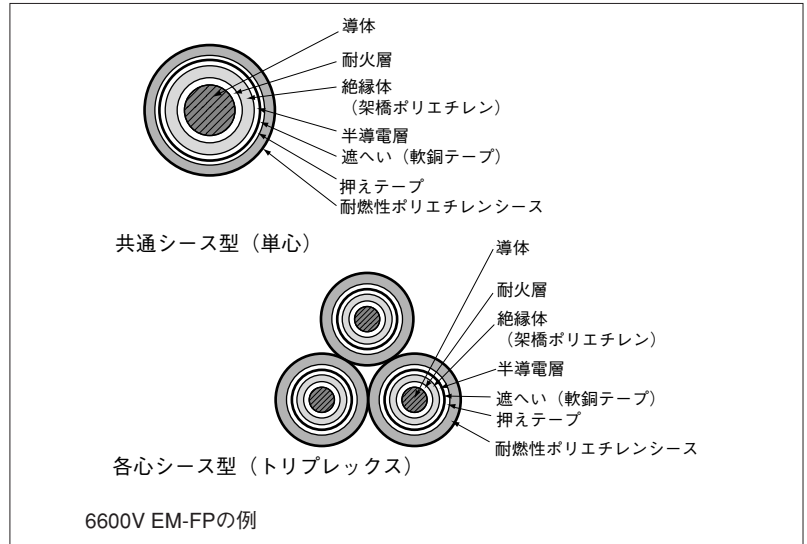 導体
耐火層
絶縁体
（架橋ポリエチレン）
半導電層
遮へい（軟銅テープ）
押えテープ
耐燃性ポリエチレンシース
共通シース型（単心）
導体
耐火層
絶縁体
（架橋ポリエチレン）
半導電層
遮へい（軟銅テープ）
押えテープ
耐燃性ポリエチレンシース
各心シース型（トリプレックス）
6600V EM-FPの例